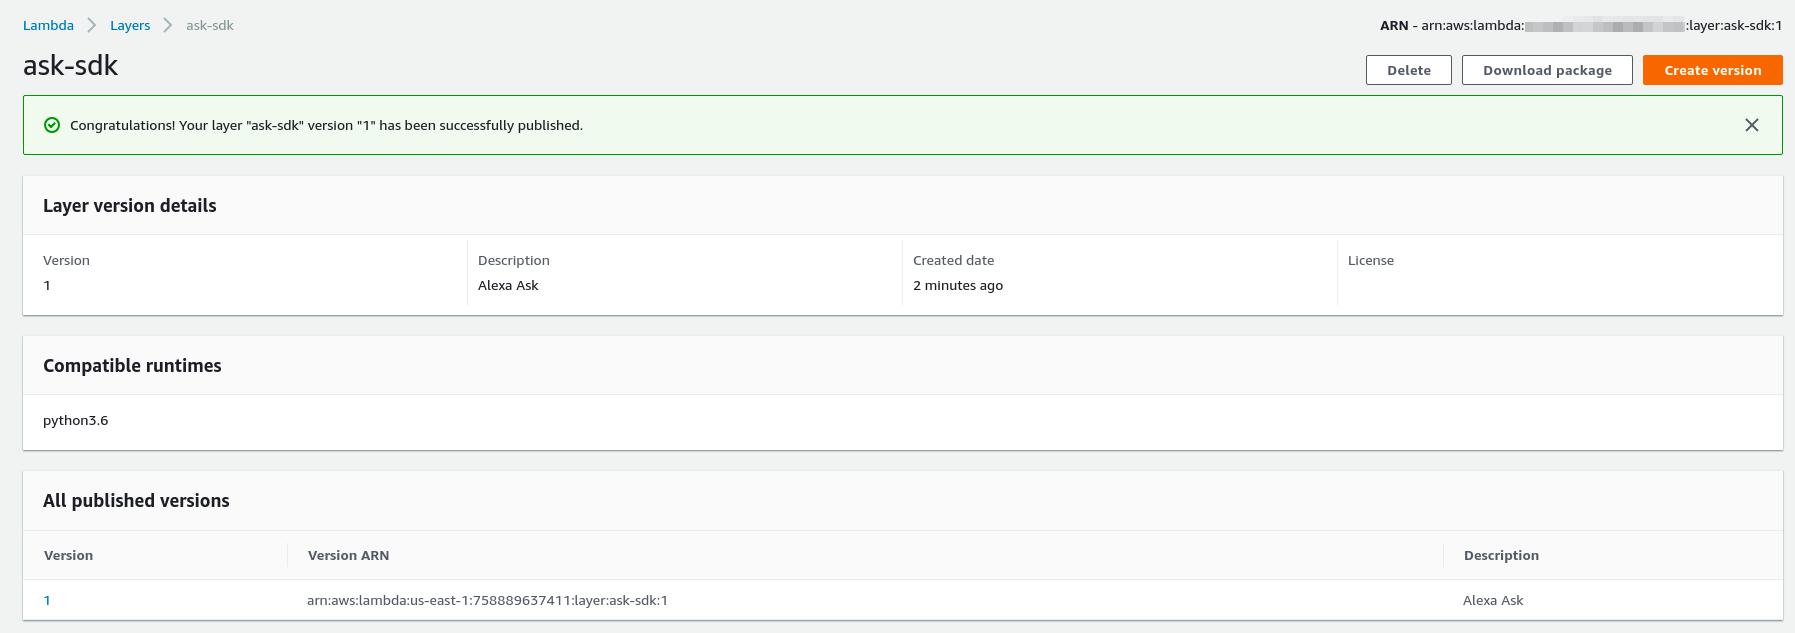 Lambda > Layers > ask-sdk
ARN - arn:aws:lambda: :layer:ask-sdk:1
ask-sdk
Delete Download package Create version
Congratulations! Your layer "ask-sdk" version "1" has been successfully published.
Layer version details
Version Description Created date License
1 Alexa Ask 2 minutes ago
Compatible runtimes
python3.6
All published versions
Version Version ARN Description
1 arn:aws:lambda:us-east-1:758889637411:layer:ask-sdk:1 Alexa Ask